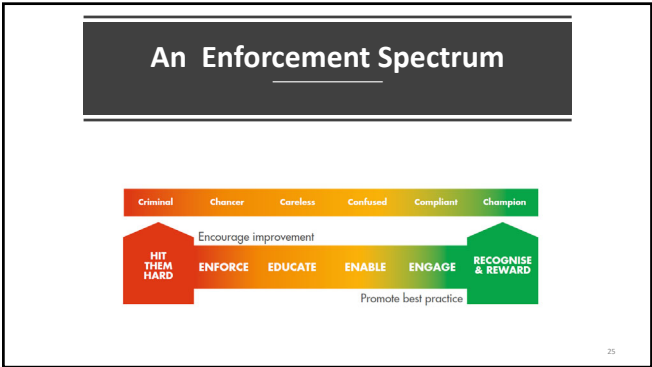 An Enforcement Spectrum
Criminal Chancer Careless Confused Compliant Champion
Encourage improvement
HIT
THEM
HARD
ENFORCE EDUCATE ENABLE ENGAGE
RECOGNISE
& REWARD
Promote best practice
25